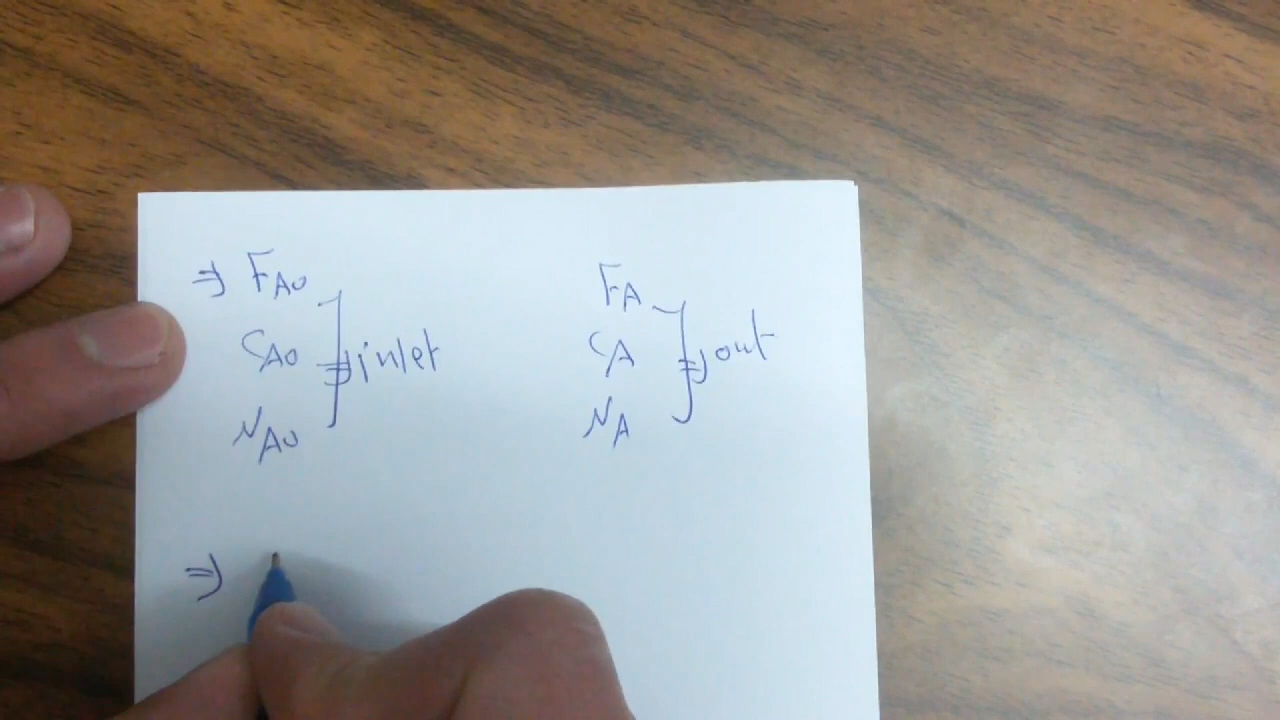 ⇒ FA0
CA0 ⇒ inlet
NA0
FA
CA ⇒ out
NA
⇒